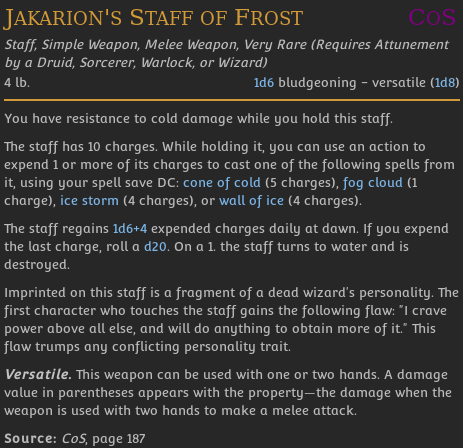 Jakarion's Staff of Frost CoS
Staff, Simple Weapon, Melee Weapon, Very Rare (Requires Attunement
by a Druid, Sorcerer, Warlock, or Wizard)
4 lb. 1d6 bludgeoning – versatile (1d8)
You have resistance to cold damage while you hold this staff.
The staff has 10 charges. While holding it, you can use an action to
expend 1 or more of its charges to cast one of the following spells from
it, using your spell save DC: cone of cold (5 charges), fog cloud (1
charge), ice storm (4 charges), or wall of ice (4 charges).
The staff regains 1d6+4 expended charges daily at dawn. If you expend
the last charge, roll a d20. On a 1. the staff turns to water and is
destroyed.
Imprinted on this staff is a fragment of a dead wizard's personality. The
first character who touches the staff gains the following flaw: "I crave
power above all else, and will do anything to obtain more of it." This
flaw trumps any conflicting personality trait.
Versatile. This weapon can be used with one or two hands. A damage
value in parentheses appears with the property—the damage when the
weapon is used with two hands to make a melee attack.
Source: CoS, page 187